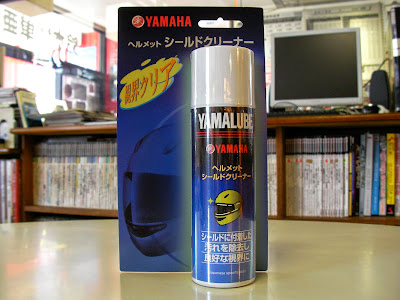 YAMAHA
ヘルメット シールドクリーナー
視界クリア
YAMALUBE
YAMAHA
ヘルメット
シールドクリーナー
シールドに付着した
汚れを除去し
良好な視界に